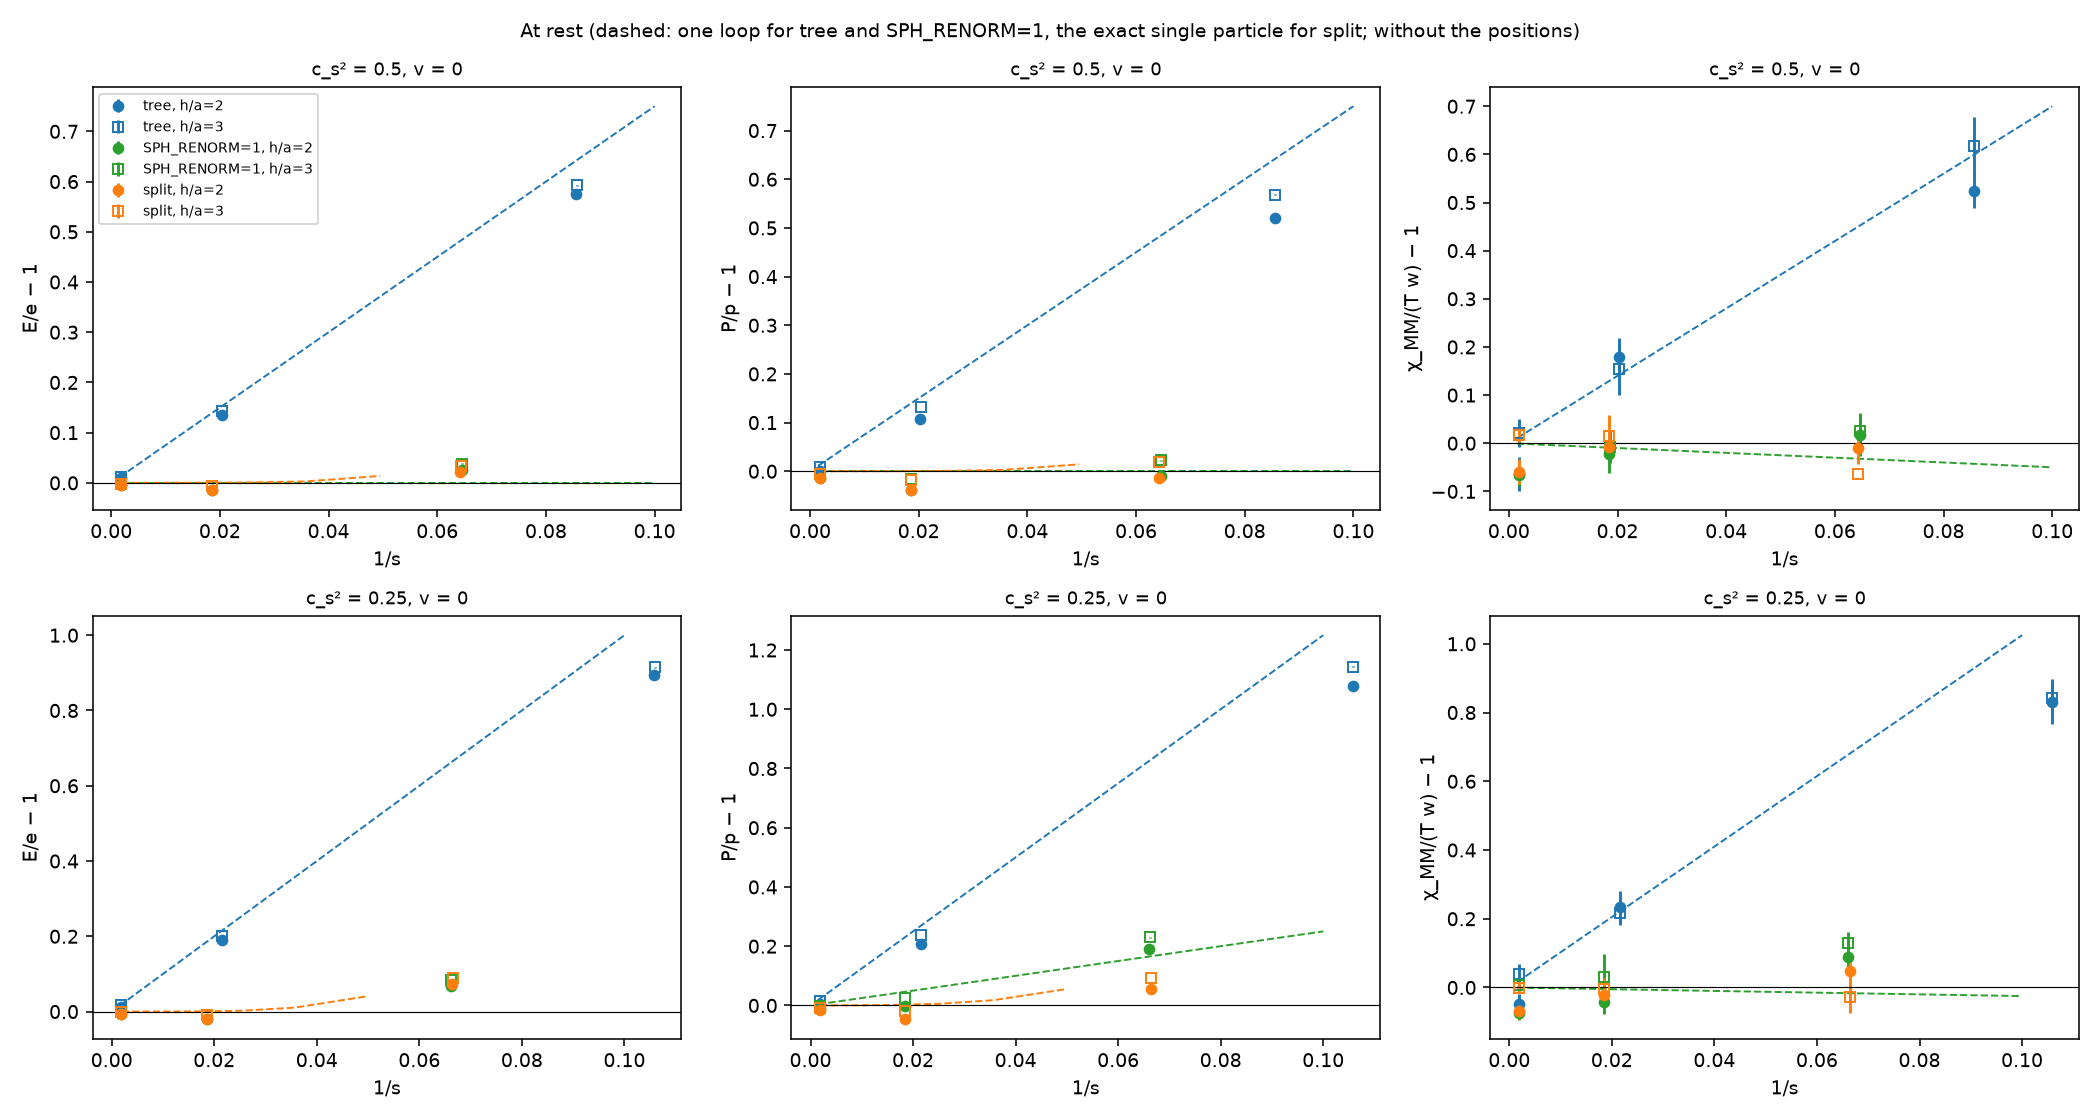 At rest (dashed: one loop for tree and SPH_RENORM=1, the exact single particle for split; without the positions)
c_s² = 0.5, v = 0
E/e − 1
0.7
0.6
0.5
0.4
0.3
0.2
0.1
0.0
tree, h/a=2
tree, h/a=3
SPH_RENORM=1, h/a=2
SPH_RENORM=1, h/a=3
split, h/a=2
split, h/a=3
0.00 0.02 0.04 0.06 0.08 0.10
1/s
c_s² = 0.5, v = 0
P/p − 1
0.7
0.6
0.5
0.4
0.3
0.2
0.1
0.0
0.00 0.02 0.04 0.06 0.08 0.10
1/s
c_s² = 0.5, v = 0
χ_MM/(T w) − 1
0.7
0.6
0.5
0.4
0.3
0.2
0.1
0.0
−0.1
0.00 0.02 0.04 0.06 0.08 0.10
1/s
c_s² = 0.25, v = 0
E/e − 1
1.0
0.8
0.6
0.4
0.2
0.0
0.00 0.02 0.04 0.06 0.08 0.10
1/s
c_s² = 0.25, v = 0
P/p − 1
1.2
1.0
0.8
0.6
0.4
0.2
0.0
0.00 0.02 0.04 0.06 0.08 0.10
1/s
c_s² = 0.25, v = 0
χ_MM/(T w) − 1
1.0
0.8
0.6
0.4
0.2
0.0
0.00 0.02 0.04 0.06 0.08 0.10
1/s